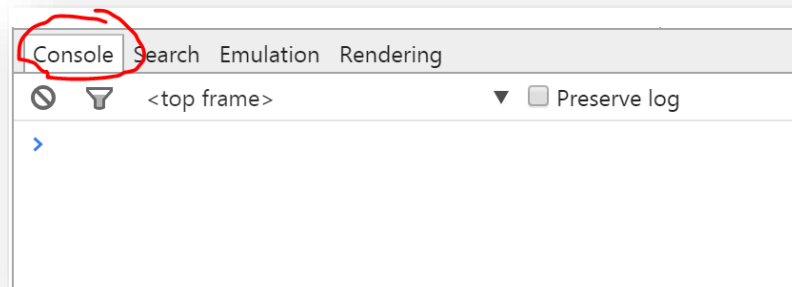 Console Search Emulation Rendering
<top frame> ▼ Preserve log
>